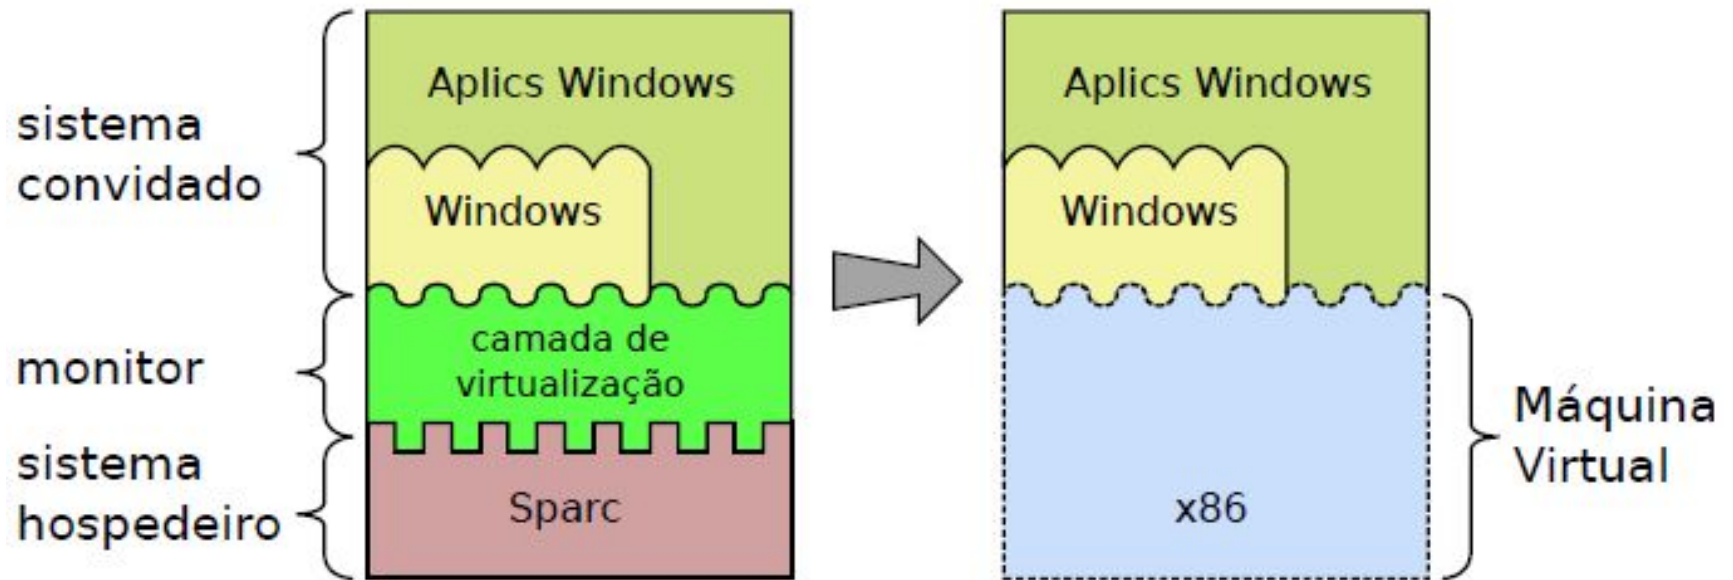 sistema
convidado
monitor
sistema
hospedeiro
Aplics Windows
Windows
camada de
virtualização
Sparc
Aplics Windows
Windows
x86
Máquina
Virtual